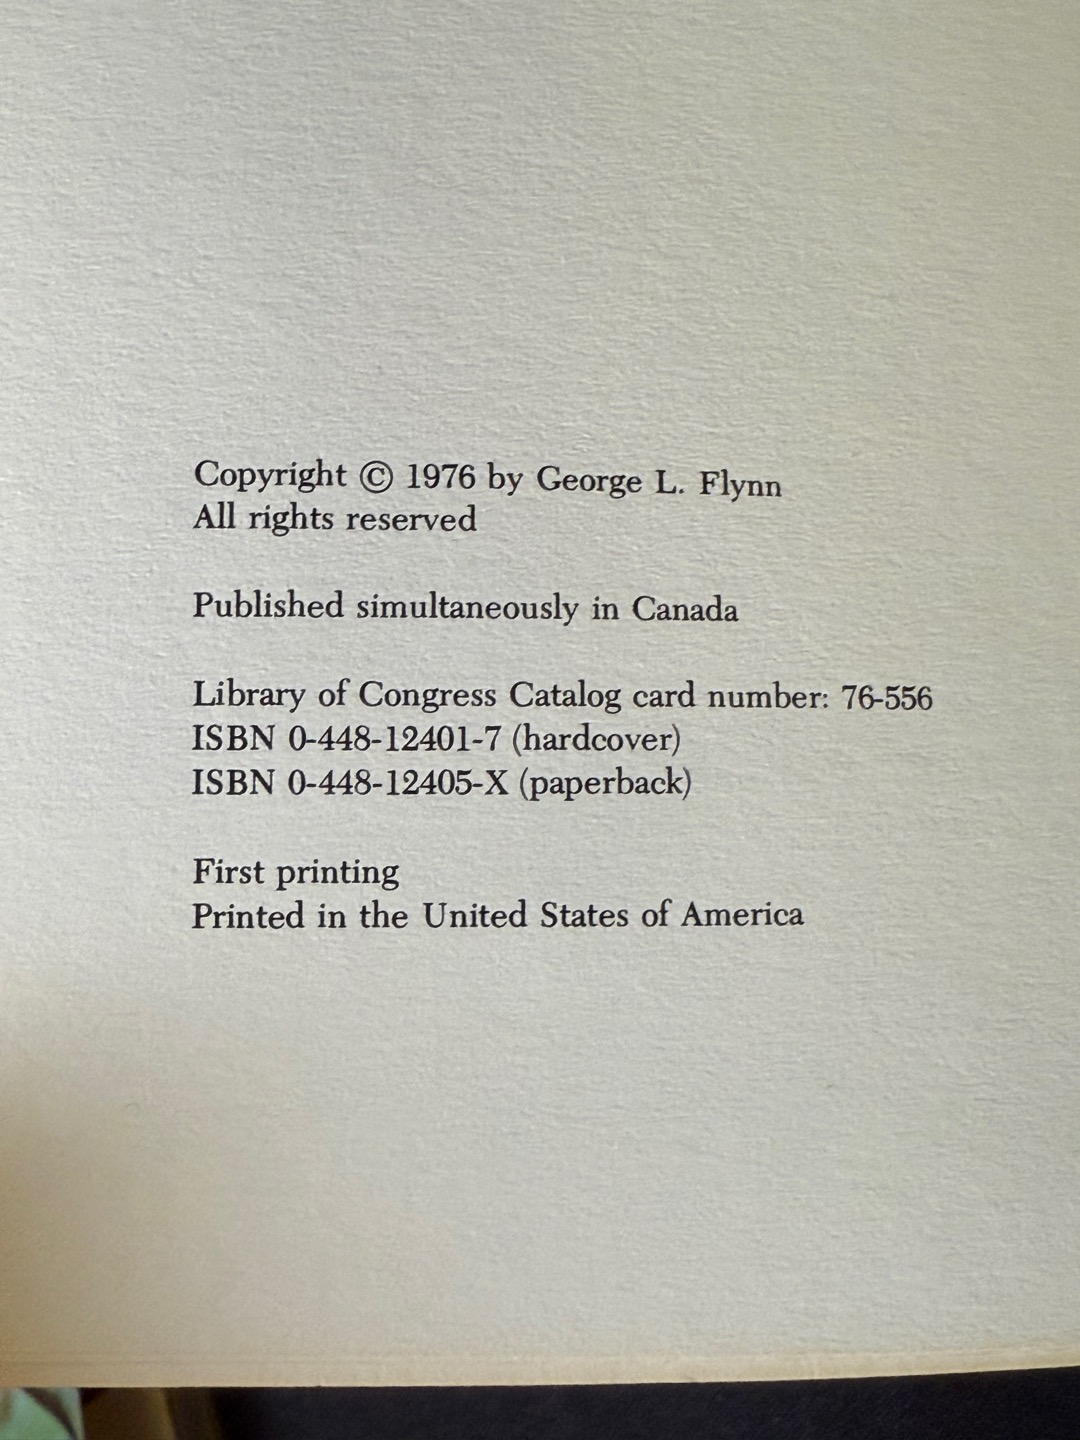 Copyright © 1976 by George L. Flynn
All rights reserved
Published simultaneously in Canada
Library of Congress Catalog card number: 76-556
ISBN 0-448-12401-7 (hardcover)
ISBN 0-448-12405-X (paperback)
First printing
Printed in the United States of America